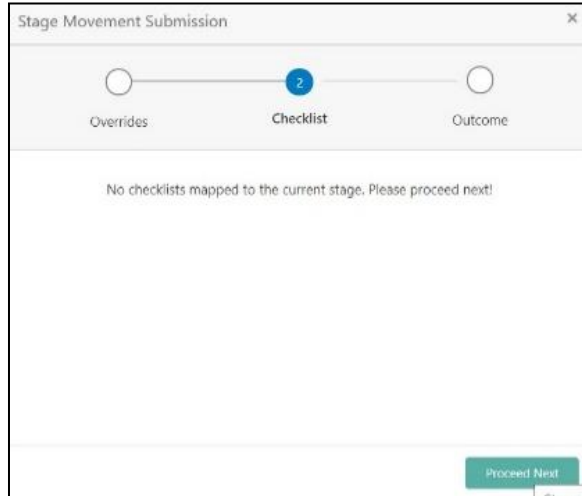 Stage Movement Submission ×
2
Overrides Checklist Outcome
No checklists mapped to the current stage. Please proceed next!
Proceed Next